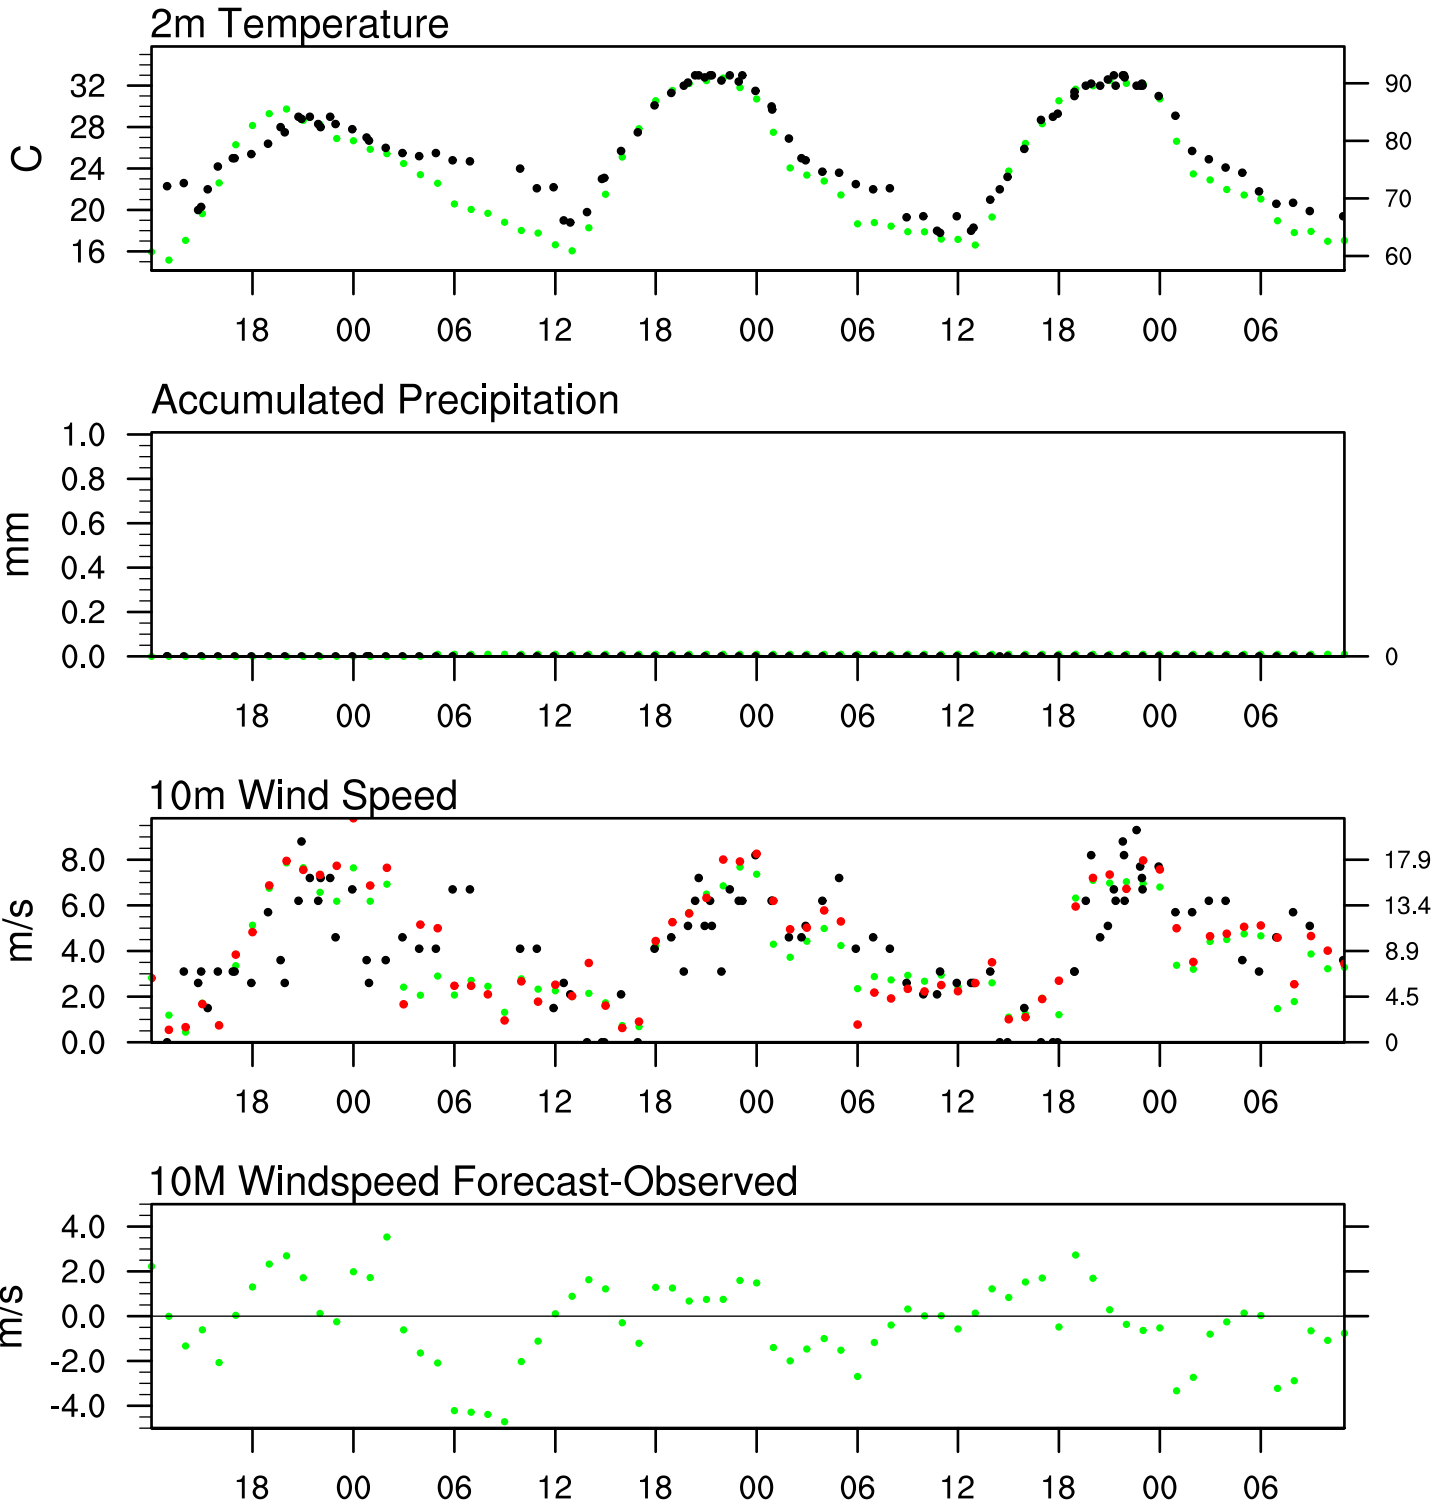 2m Temperature
32
28
24
20
16
C
90
80
70
60
18 00 06 12 18 00 06 12 18 00 06
Accumulated Precipitation
1.0
0.8
0.6
0.4
0.2
0.0
mm
0
18 00 06 12 18 00 06 12 18 00 06
10m Wind Speed
8.0
6.0
4.0
2.0
0.0
m/s
17.9
13.4
8.9
4.5
0
18 00 06 12 18 00 06 12 18 00 06
10M Windspeed Forecast-Observed
4.0
2.0
0.0
-2.0
-4.0
m/s
18 00 06 12 18 00 06 12 18 00 06